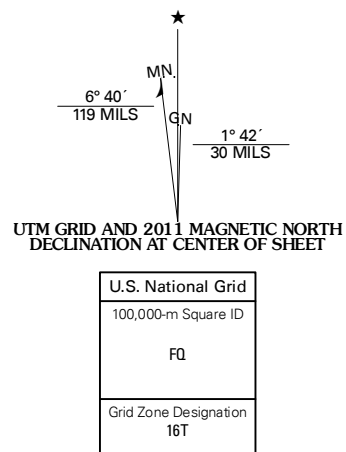 MN.
6° 40´
119 MILS
GN
1° 42´
30 MILS
UTM GRID AND 2011 MAGNETIC NORTH
DECLINATION AT CENTER OF SHEET
U.S. National Grid
100,000-m Square ID
FQ
Grid Zone Designation
16T